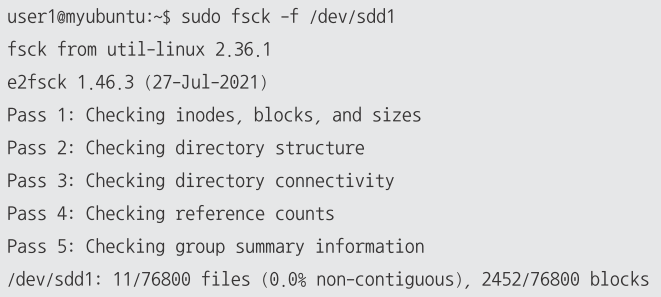 user1@myubuntu:~$ sudo fsck -f /dev/sdd1
fsck from util-linux 2.36.1
e2fsck 1.46.3 (27-Jul-2021)
Pass 1: Checking inodes, blocks, and sizes
Pass 2: Checking directory structure
Pass 3: Checking directory connectivity
Pass 4: Checking reference counts
Pass 5: Checking group summary information
/dev/sdd1: 11/76800 files (0.0% non-contiguous), 2452/76800 blocks